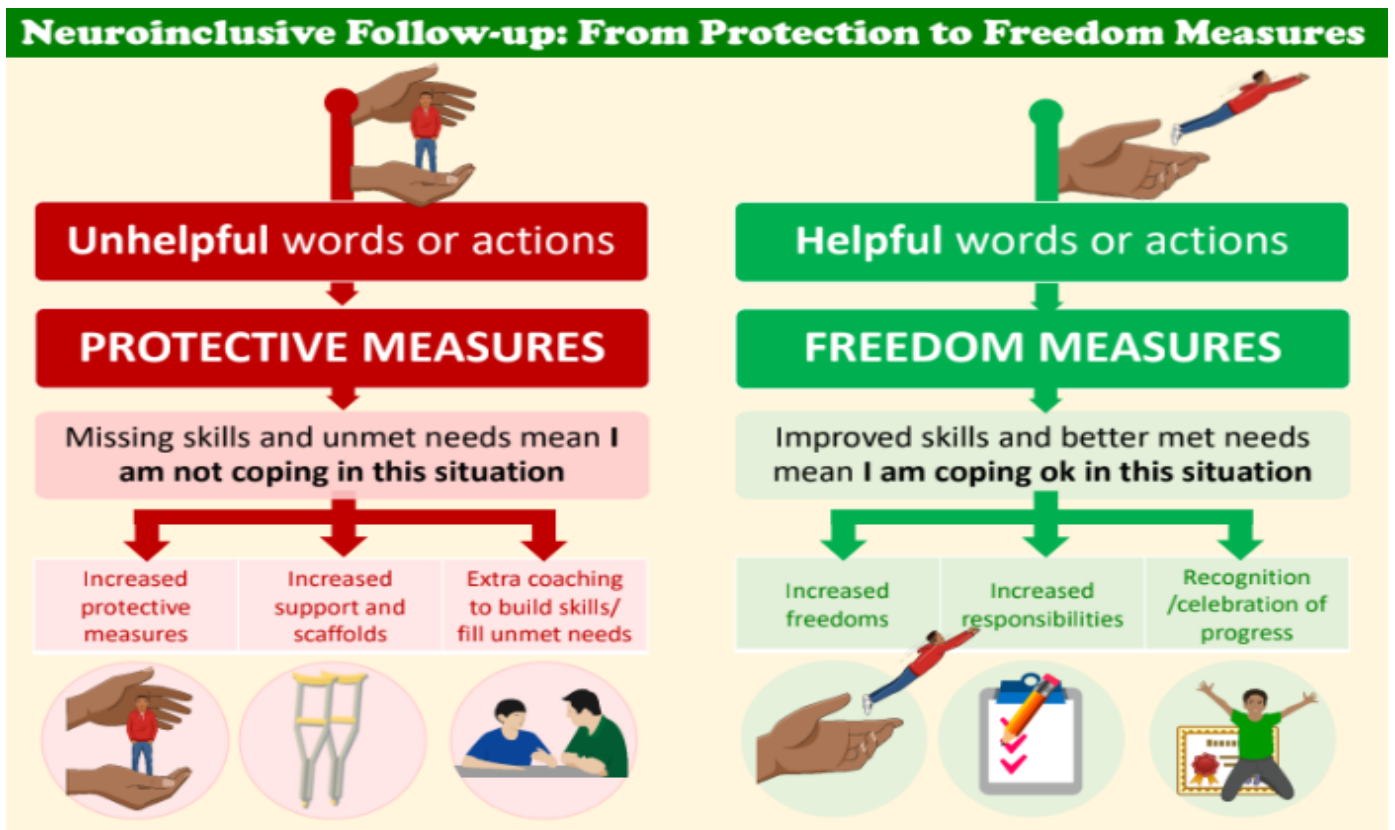 Neuroinclusive Follow-up: From Protection to Freedom Measures
Unhelpful words or actions
PROTECTIVE MEASURES
Missing skills and unmet needs mean I
am not coping in this situation
Increased
protective
measures
Increased
support and
scaffolds
Extra coaching
to build skills/
fill unmet needs
Helpful words or actions
FREEDOM MEASURES
Improved skills and better met needs
mean I am coping ok in this situation
Increased
freedoms
Increased
responsibilities
Recognition
/celebration of
progress